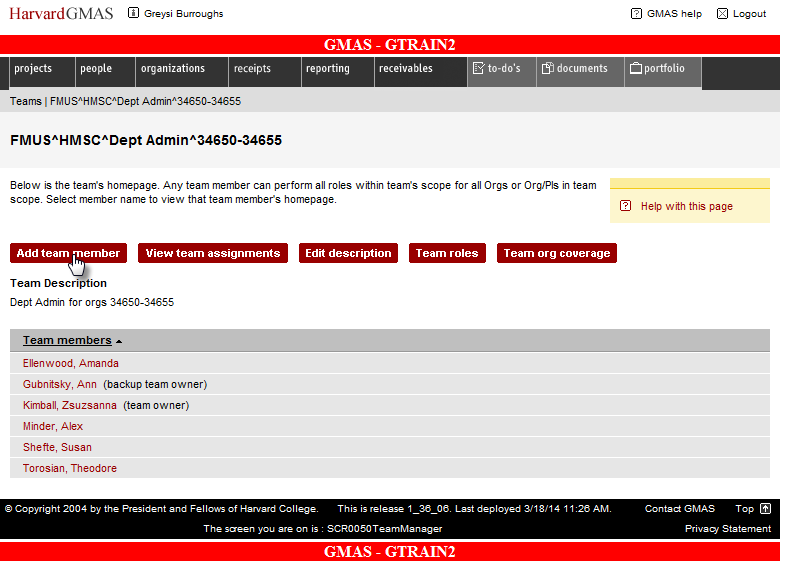 HarvardGMAS Greysi Burroughs GMAS help Logout
GMAS - GTRAIN2
projects people organizations receipts reporting receivables to-do's documents portfolio
Teams | FMUS^HMSC^Dept Admin^34650-34655
FMUS^HMSC^Dept Admin^34650-34655
Below is the team's homepage. Any team member can perform all roles within team's scope for all Orgs or Org/Pls in team
scope. Select member name to view that team member's homepage.
Help with this page
Add team member View team assignments Edit description Team roles Team org coverage
Team Description
Dept Admin for orgs 34650-34655
Team members
Ellenwood, Amanda
Gubnitsky, Ann (backup team owner)
Kimball, Zsuzsanna (team owner)
Minder, Alex
Shefte, Susan
Torosian, Theodore
© Copyright 2004 by the President and Fellows of Harvard College. This is release 1_36_06. Last deployed 3/18/14 11:26 AM. Contact GMAS Top
The screen you are on is : SCR0050TeamManager Privacy Statement
GMAS - GTRAIN2